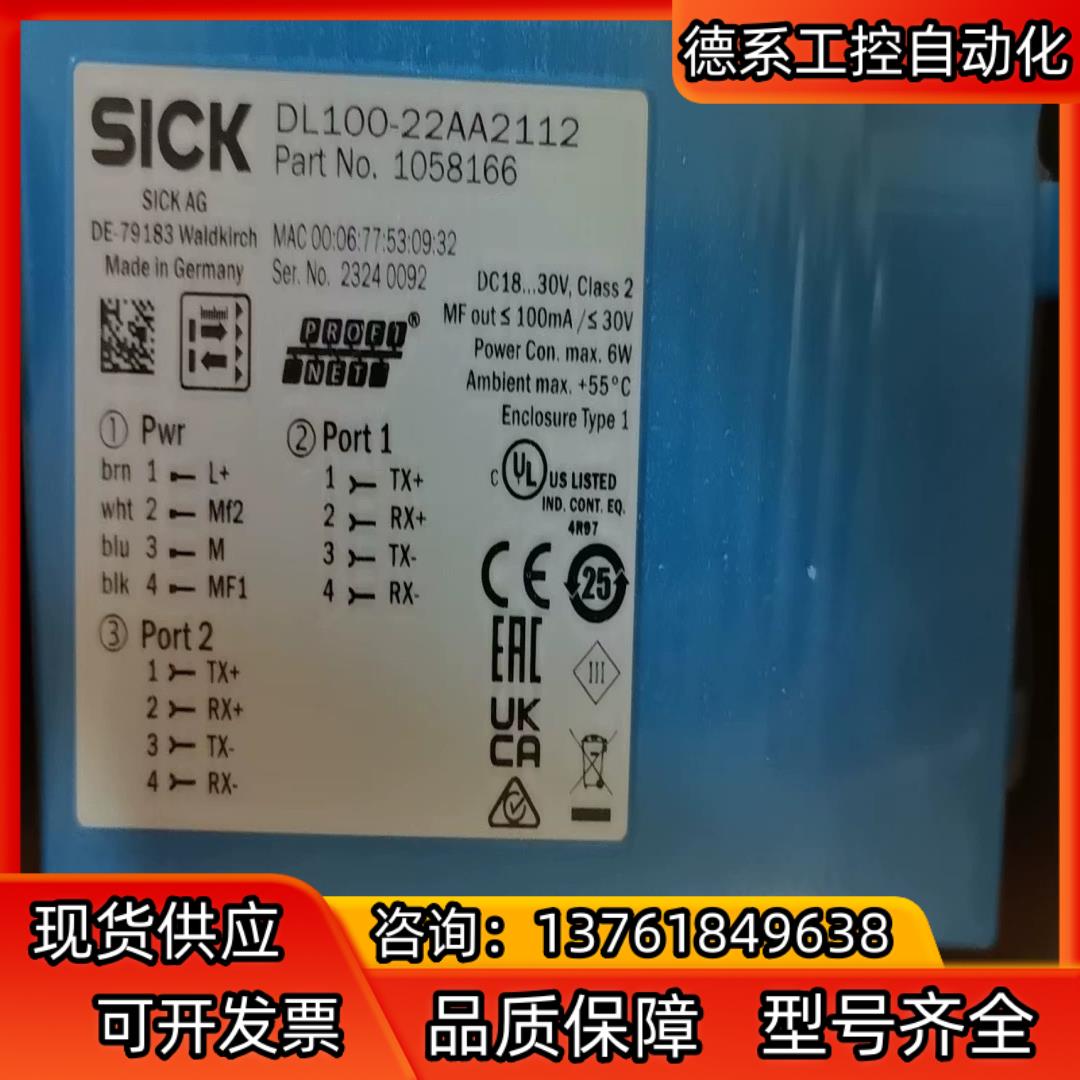 德系工控自动化
SICK
DL100-22AA2112
Part No. 1058166
SICK AG
DE-79183 Waldkirch
Made in Germany
MAC 00:06:77:53:09:32
Ser. No. 2324 0092
PROFI®
NET
DC18...30V, Class 2
MF out ≤ 100mA / ≤ 30V
Power Con. max. 6W
Ambient max. +55°C
Enclosure Type 1
① Pwr
brn 1 L+
wht 2 Mf2
blu 3 M
blk 4 MF1
② Port 1
1 TX+
2 RX+
3 TX-
4 RX-
③ Port 2
1 TX+
2 RX+
3 TX-
4 RX-
C UL US LISTED
IND. CONT. EQ.
4R97
CE
25
EAC
III
UK
CA
现货供应
咨询：13761849638
可开发票
品质保障
型号齐全